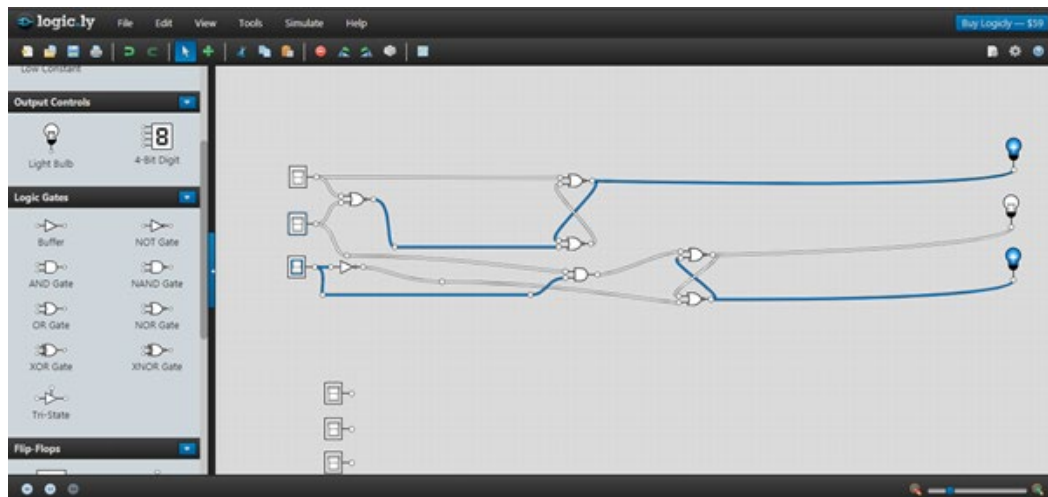 logic.ly File Edit View Tools Simulate Help Buy Logicly — $59
Low Constant
Output Controls
Light Bulb 4-Bit Digit
Logic Gates
Buffer NOT Gate
AND Gate NAND Gate
OR Gate NOR Gate
XOR Gate XNOR Gate
Tri-State
Flip-Flops